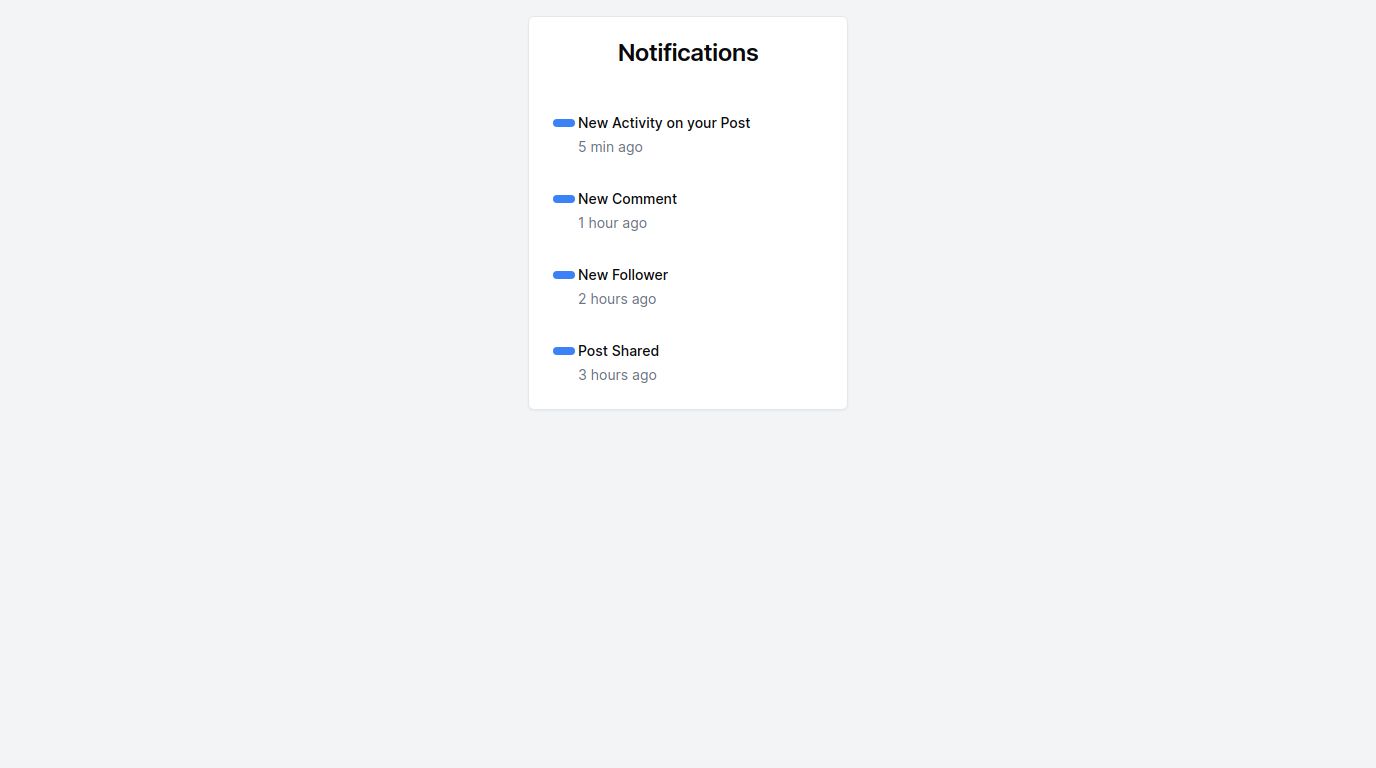 Notifications
New Activity on your Post
5 min ago
New Comment
1 hour ago
New Follower
2 hours ago
Post Shared
3 hours ago